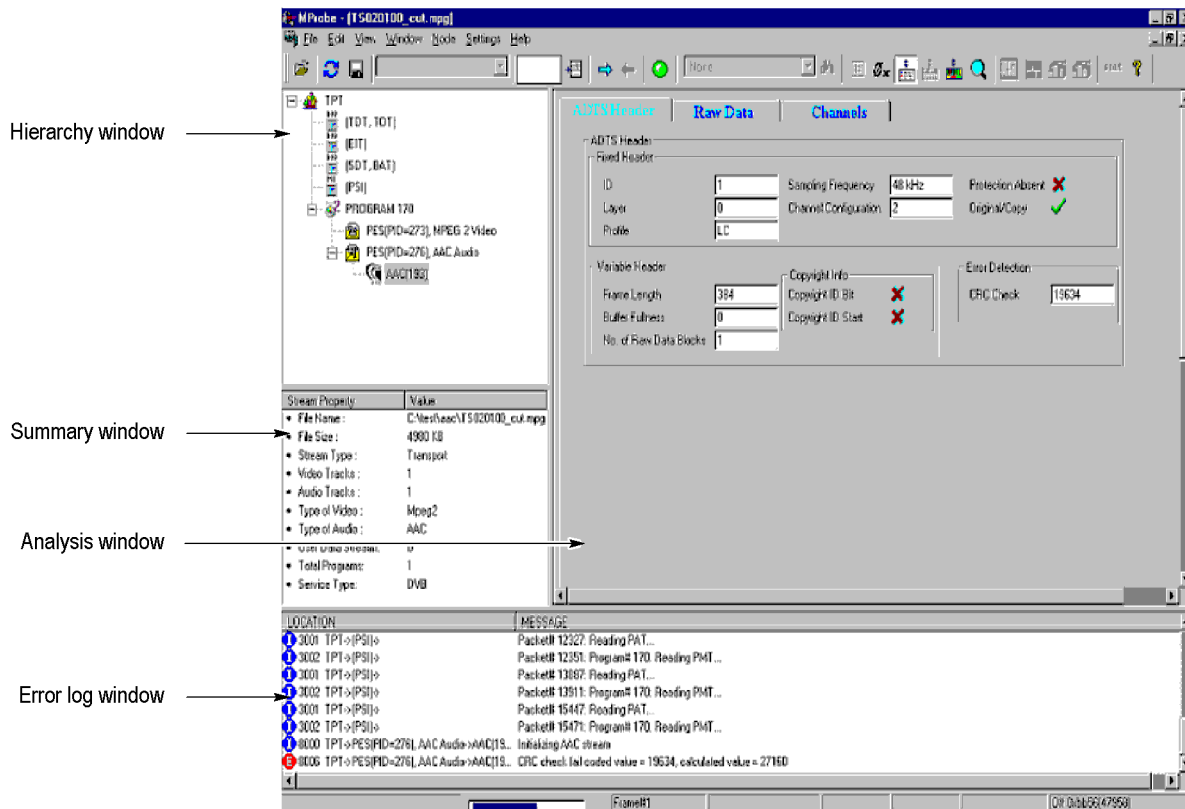 MProbe - [TS020100_cut.mpg]
File Edit View Window Node Settings Help
None
stat
Hierarchy window
TPT
(TDT, TOT)
(EIT)
(SDT, BAT)
(PSI)
PROGRAM 170
PES(PID=273), MPEG 2 Video
PES(PID=276), AAC Audio
AAC(193)
ADTS Header Raw Data Channels
ADTS Header
Fixed Header
ID 1 Sampling Frequency 48 kHz Protection Absent
Layer 0 Channel Configuration 2 Original/Copy
Profile LC
Variable Header
Frame Length 384
Buffer Fullness 0
No. of Raw Data Blocks 1
Copyright Info
Copyright ID Bit
Copyright ID Start
Error Detection
CRC Check 19634
Summary window
Stream Property Value
File Name : C:\test\aac\TS020100_cut.mpg
File Size : 4980 KB
Stream Type : Transport
Video Tracks : 1
Audio Tracks : 1
Type of Video : Mpeg2
Type of Audio : AAC
User Data Stream: 0
Total Programs: 1
Service Type: DVB
Analysis window
Error log window
LOCATION MESSAGE
3001 TPT->(PSI)-> Packet# 12327: Reading PAT...
3002 TPT->(PSI)-> Packet# 12351: Program# 170: Reading PMT...
3001 TPT->(PSI)-> Packet# 13887: Reading PAT...
3002 TPT->(PSI)-> Packet# 13911: Program# 170: Reading PMT...
3001 TPT->(PSI)-> Packet# 15447: Reading PAT...
3002 TPT->(PSI)-> Packet# 15471: Program# 170: Reading PMT...
8000 TPT->PES(PID=276), AAC Audio->AAC(19... Initializing AAC stream
8006 TPT->PES(PID=276), AAC Audio->AAC(19... CRC check fail coded value = 19634, calculated value = 27160
Frame#1